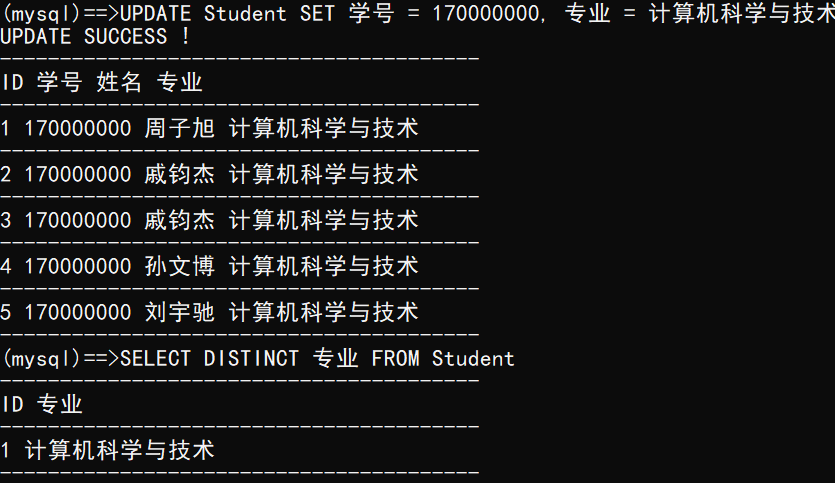 (mysql)==>UPDATE Student SET 学号 = 170000000, 专业 = 计算机科学与技术
UPDATE SUCCESS !
----------------------------------------
ID 学号 姓名 专业
----------------------------------------
1 170000000 周子旭 计算机科学与技术
----------------------------------------
2 170000000 戚钧杰 计算机科学与技术
----------------------------------------
3 170000000 戚钧杰 计算机科学与技术
----------------------------------------
4 170000000 孙文博 计算机科学与技术
----------------------------------------
5 170000000 刘宇驰 计算机科学与技术
----------------------------------------
(mysql)==>SELECT DISTINCT 专业 FROM Student
----------------------------------------
ID 专业
----------------------------------------
1 计算机科学与技术
----------------------------------------